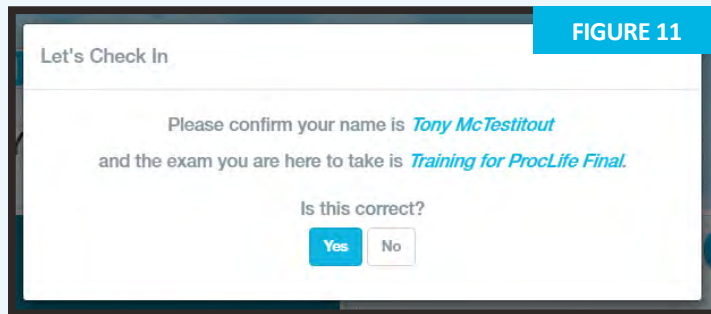 FIGURE 11
Let's Check In
Please confirm your name is Tony McTestitout
and the exam you are here to take is Training for ProcLife Final.
Is this correct?
Yes No